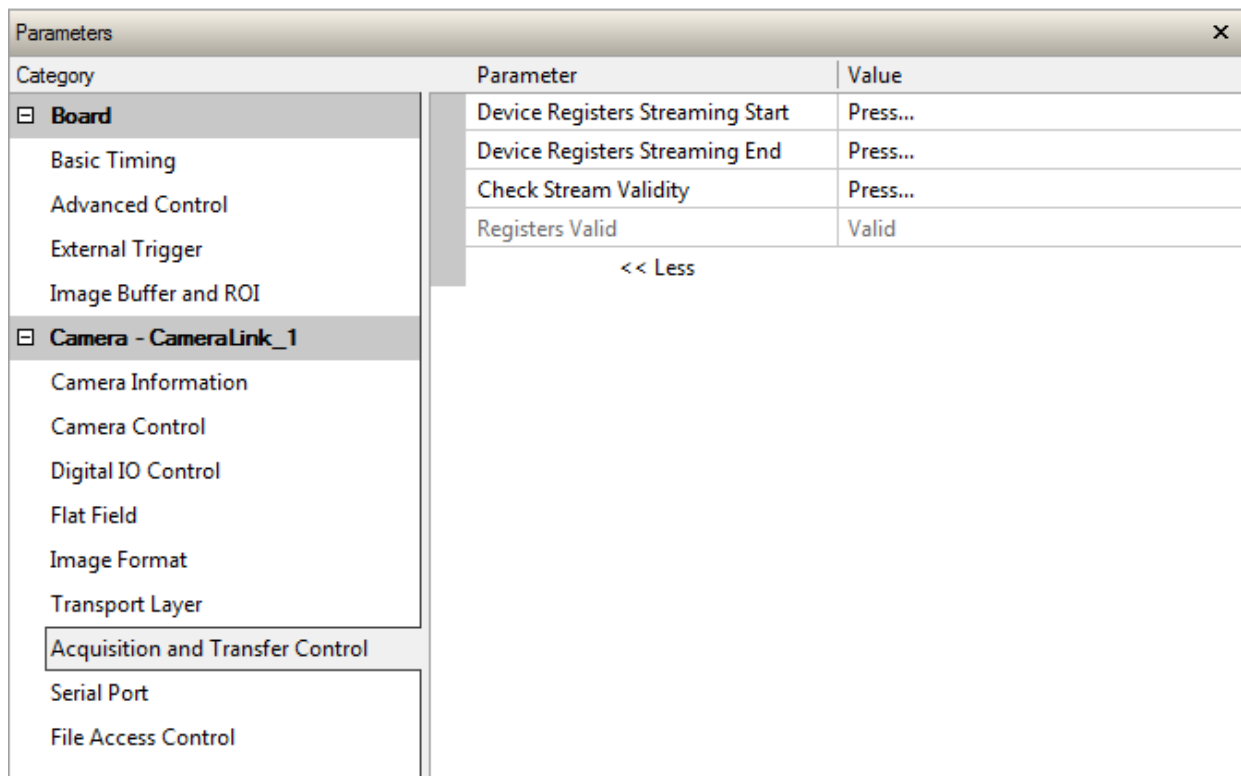 Parameters
Category Parameter Value
Board
Basic Timing
Advanced Control
External Trigger
Image Buffer and ROI
Camera - CameraLink_1
Camera Information
Camera Control
Digital IO Control
Flat Field
Image Format
Transport Layer
Acquisition and Transfer Control
Serial Port
File Access Control
Device Registers Streaming Start Press...
Device Registers Streaming End Press...
Check Stream Validity Press...
Registers Valid Valid
<< Less